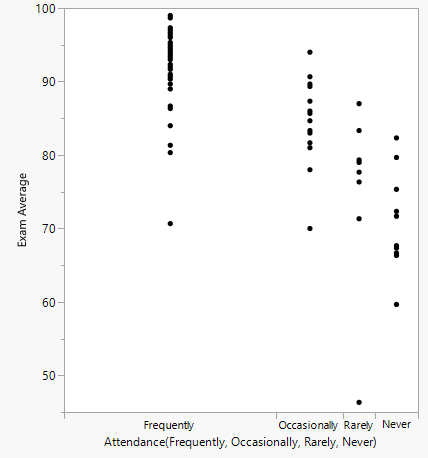 100
90
80
70
60
50
Exam Average
Frequently Occasionally Rarely Never
Attendance(Frequently, Occasionally, Rarely, Never)